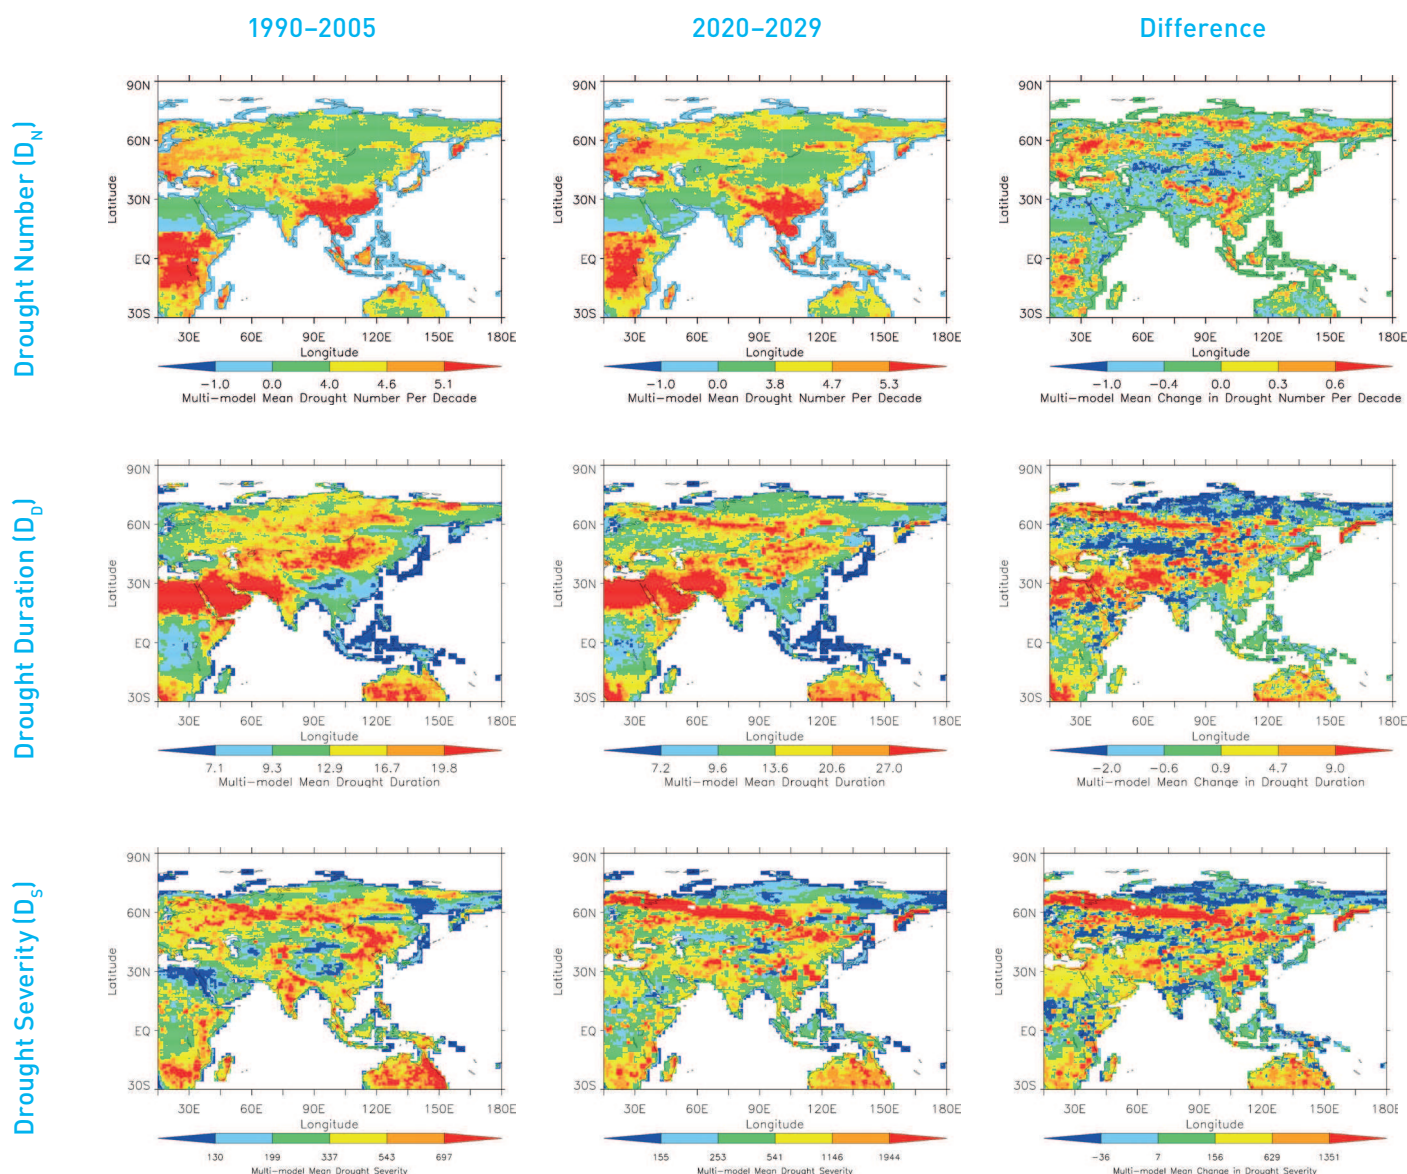 1990–2005 2020–2029 Difference
Drought Number (D_N)
90N 90N 90N
60N 60N 60N
30N 30N 30N
EQ EQ EQ
30S 30S 30S
Latitude Latitude Latitude
30E 60E 90E 120E 150E 180E 30E 60E 90E 120E 150E 180E 30E 60E 90E 120E 150E 180E
Longitude Longitude Longitude
−1.0 0.0 4.0 4.6 5.1 −1.0 0.0 3.8 4.7 5.3 −1.0 −0.4 0.0 0.3 0.6
Multi−model Mean Drought Number Per Decade Multi−model Mean Drought Number Per Decade Multi−model Mean Change in Drought Number Per Decade
Drought Duration (D_D)
90N 90N 90N
60N 60N 60N
30N 30N 30N
EQ EQ EQ
30S 30S 30S
Latitude Latitude Latitude
30E 60E 90E 120E 150E 180E 30E 60E 90E 120E 150E 180E 30E 60E 90E 120E 150E 180E
Longitude Longitude Longitude
7.1 9.3 12.9 16.7 19.8 7.2 9.6 13.6 20.6 27.0 −2.0 −0.6 0.9 4.7 9.0
Multi−model Mean Drought Duration Multi−model Mean Drought Duration Multi−model Mean Change in Drought Duration
Drought Severity (D_S)
90N 90N 90N
60N 60N 60N
30N 30N 30N
EQ EQ EQ
30S 30S 30S
Latitude Latitude Latitude
30E 60E 90E 120E 150E 180E 30E 60E 90E 120E 150E 180E 30E 60E 90E 120E 150E 180E
Longitude Longitude Longitude
130 199 337 543 697 155 253 541 1146 1944 −36 7 156 629 1351
Multi−model Mean Drought Severity Multi−model Mean Drought Severity Multi−model Mean Change in Drought Severity